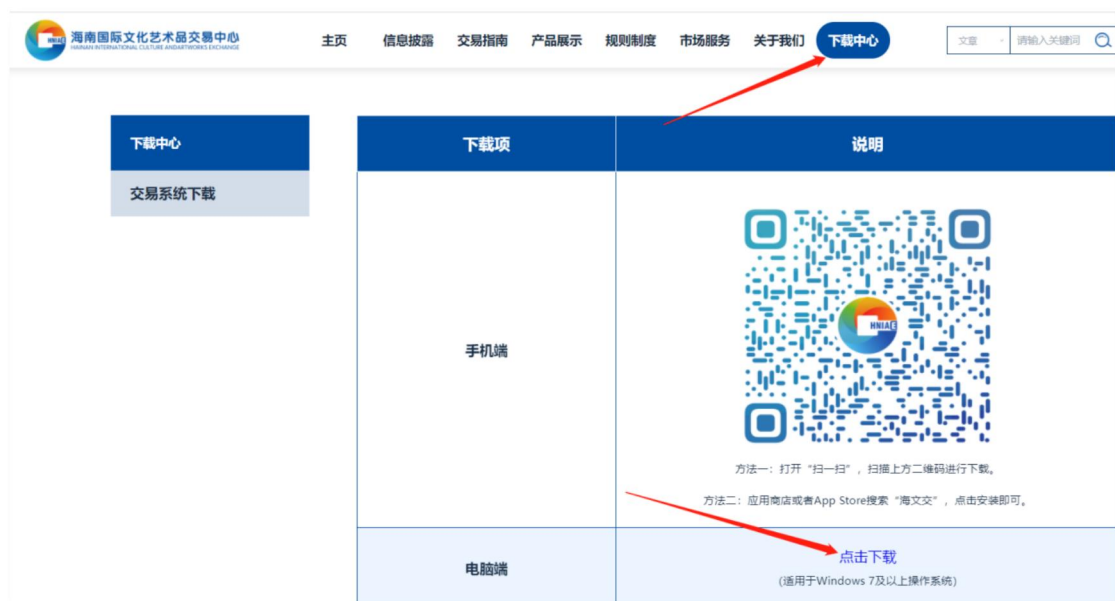 海南国际文化艺术品交易中心
HAINAN INTERNATIONAL CULTURE ANDARTWORKS EXCHANGE
主页 信息披露 交易指南 产品展示 规则制度 市场服务 关于我们 下载中心
文章 请输入关键词
下载中心
交易系统下载
下载项 说明
HNIAE
手机端
方法一：打开“扫一扫”，扫描上方二维码进行下载。
方法二：应用商店或者App Store搜索“海文交”，点击安装即可。
电脑端
点击下载
(适用于Windows 7及以上操作系统)